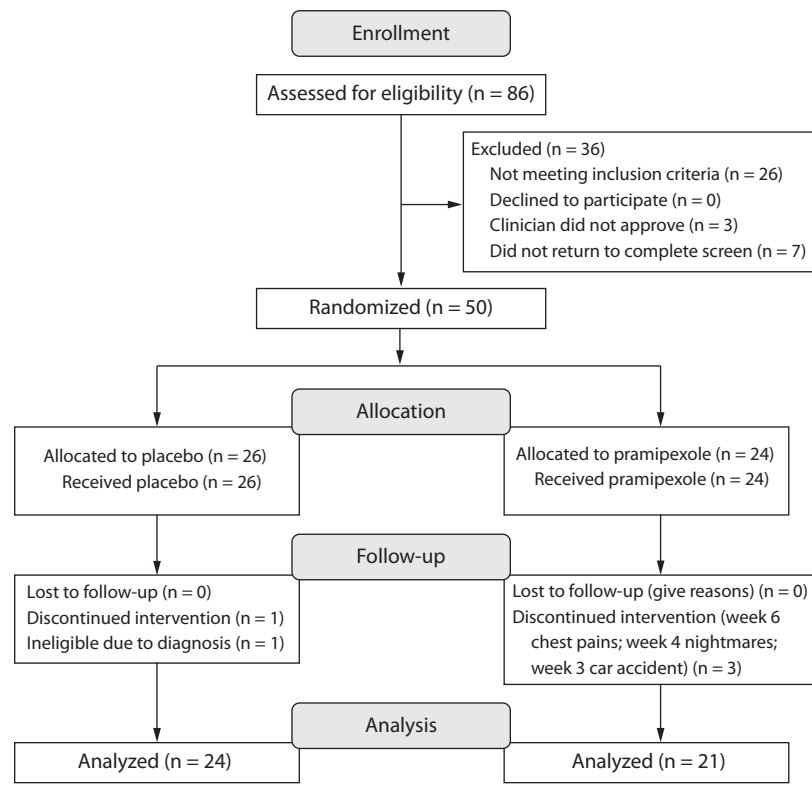 Enrollment
Assessed for eligibility (n = 86)
Excluded (n = 36)
Not meeting inclusion criteria (n = 26)
Declined to participate (n = 0)
Clinician did not approve (n = 3)
Did not return to complete screen (n = 7)
Randomized (n = 50)
Allocation
Allocated to placebo (n = 26)
Received placebo (n = 26)
Allocated to pramipexole (n = 24)
Received pramipexole (n = 24)
Follow-up
Lost to follow-up (n = 0)
Discontinued intervention (n = 1)
Ineligible due to diagnosis (n = 1)
Lost to follow-up (give reasons) (n = 0)
Discontinued intervention (week 6
chest pains; week 4 nightmares;
week 3 car accident) (n = 3)
Analysis
Analyzed (n = 24)
Analyzed (n = 21)